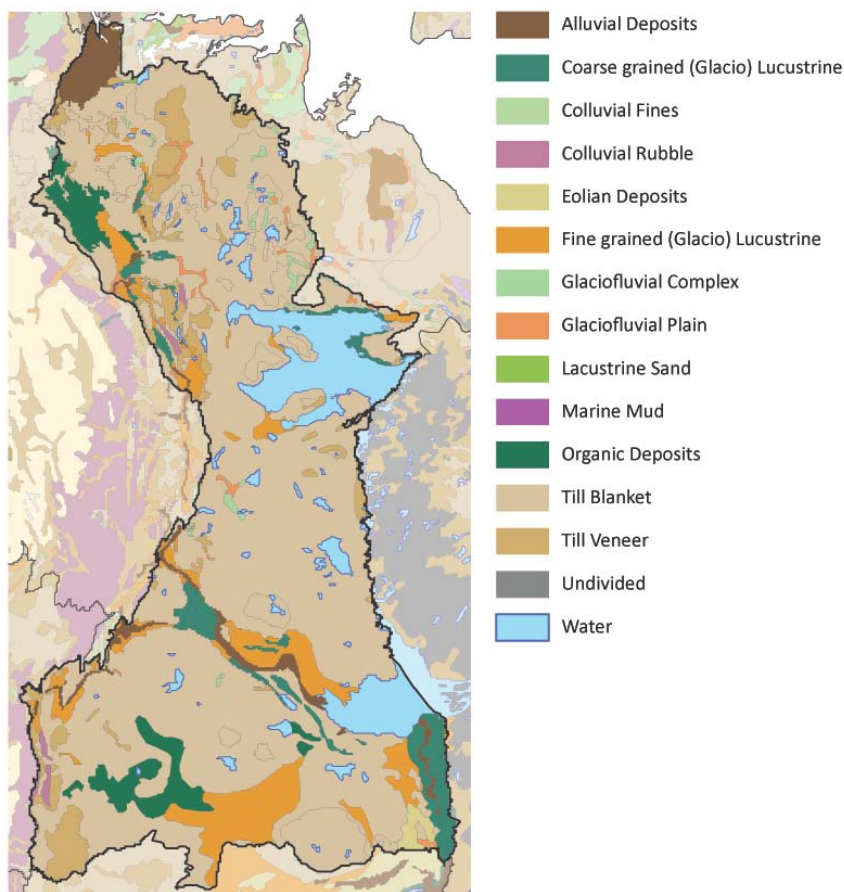 Alluvial Deposits
Coarse grained (Glacio) Lucustrine
Colluvial Fines
Colluvial Rubble
Eolian Deposits
Fine grained (Glacio) Lucustrine
Glaciofluvial Complex
Glaciofluvial Plain
Lacustrine Sand
Marine Mud
Organic Deposits
Till Blanket
Till Veneer
Undivided
Water